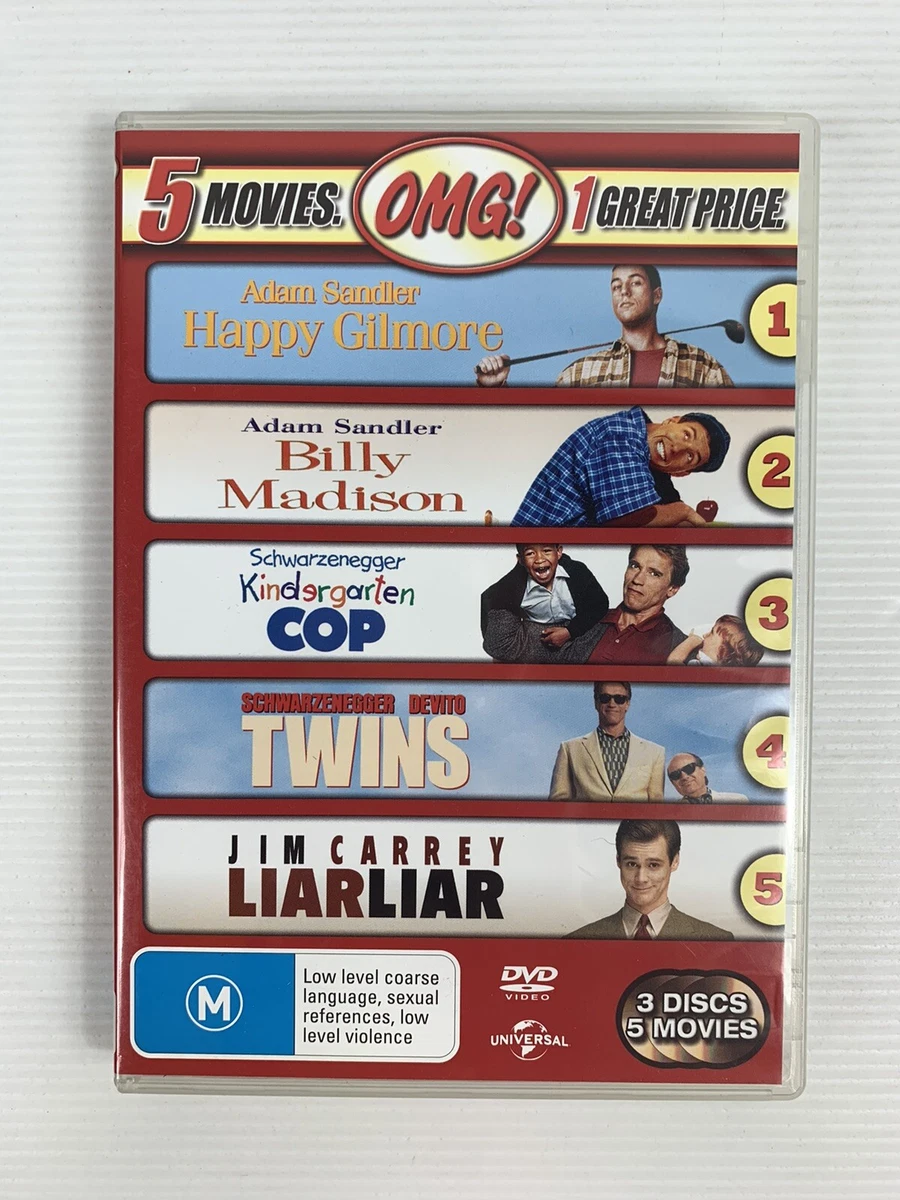 5 MOVIES. OMG! 1 GREAT PRICE.
Adam Sandler
Happy Gilmore
1
Adam Sandler
Billy
Madison
2
Schwarzenegger
Kindergarten
COP
3
SCHWARZENEGGER DEVITO
TWINS
4
JIM CARREY
LIARLIAR
5
M
Low level coarse
language, sexual
references, low
level violence
DVD
VIDEO
UNIVERSAL
3 DISCS
5 MOVIES